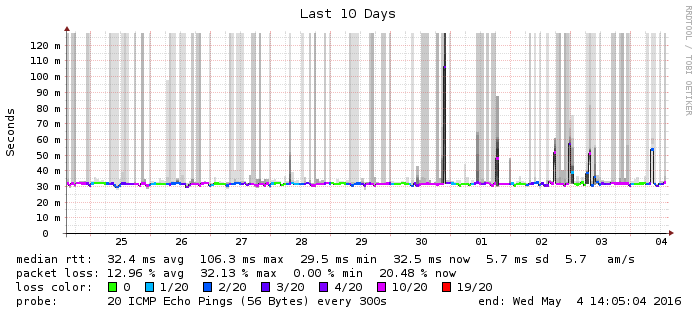 Last 10 Days
RRDTOOL / TOBI OETIKER
Seconds
120 m
110 m
100 m
90 m
80 m
70 m
60 m
50 m
40 m
30 m
20 m
10 m
0
25 26 27 28 29 30 01 02 03 04
median rtt: 32.4 ms avg 106.3 ms max 29.5 ms min 32.5 ms now 5.7 ms sd 5.7 am/s
packet loss: 12.96 % avg 32.13 % max 0.00 % min 20.48 % now
loss color: 0 1/20 2/20 3/20 4/20 10/20 19/20
probe: 20 ICMP Echo Pings (56 Bytes) every 300s end: Wed May 4 14:05:04 2016